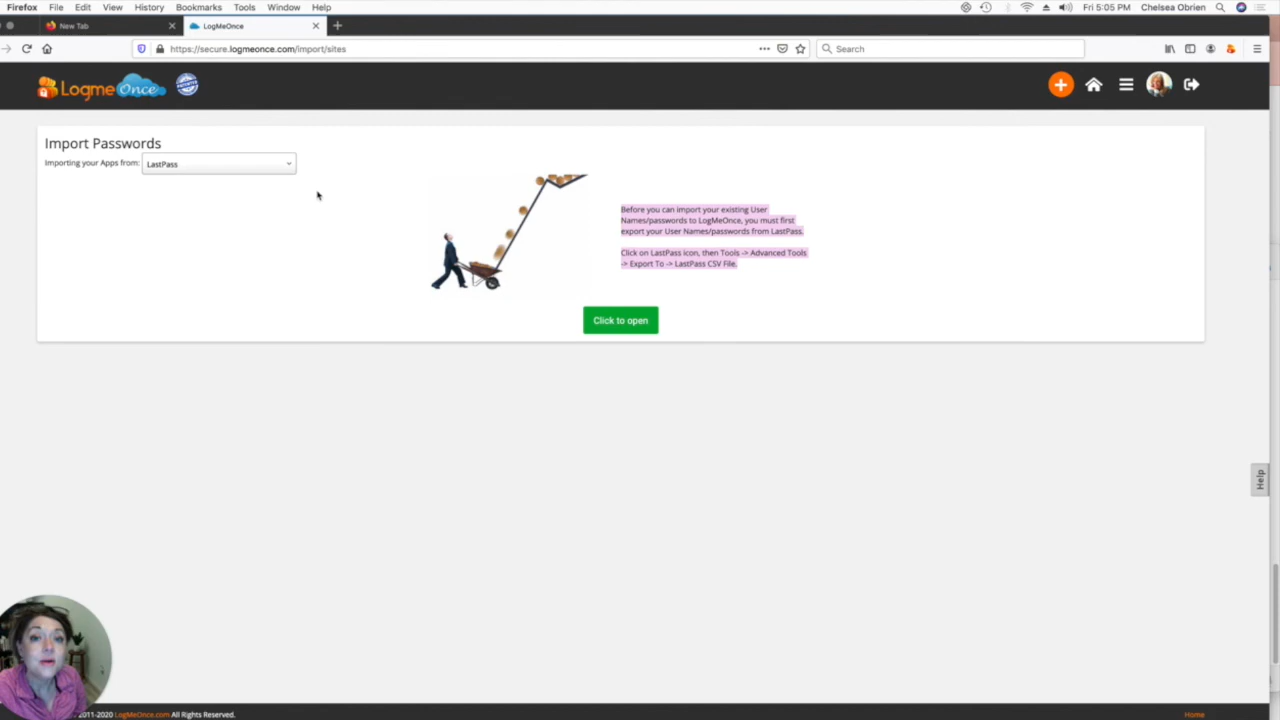 Firefox File Edit View History Bookmarks Tools Window Help Fri 5:05 PM Chelsea Obrien
New Tab LogMeOnce
https://secure.logmeonce.com/import/sites Search
LogmeOnce
Import Passwords
Importing your Apps from: LastPass
Before you can import your existing User
Names/passwords to LogMeOnce, you must first
export your User Names/passwords from LastPass.
Click on LastPass icon, then Tools -> Advanced Tools
-> Export To -> LastPass CSV File.
Click to open
Help
2011-2020 LogMeOnce.com All Rights Reserved. Home